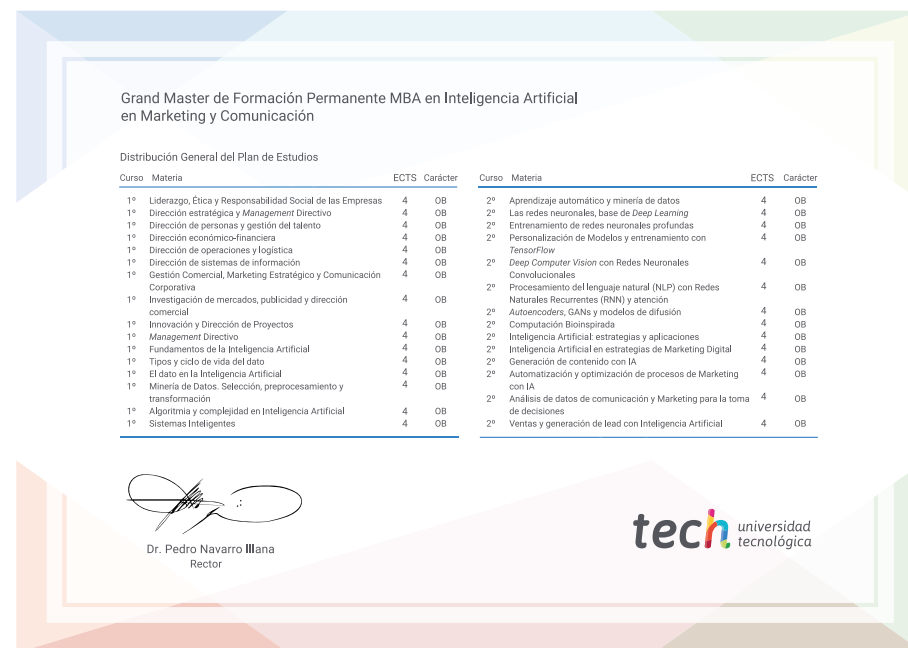 Grand Master de Formación Permanente MBA en Inteligencia Artificial
en Marketing y Comunicación
Distribución General del Plan de Estudios
Curso Materia ECTS Carácter
1º Liderazgo, Ética y Responsabilidad Social de las Empresas 4 OB
1º Dirección estratégica y Management Directivo 4 OB
1º Dirección de personas y gestión del talento 4 OB
1º Dirección económico-financiera 4 OB
1º Dirección de operaciones y logística 4 OB
1º Dirección de sistemas de información 4 OB
1º Gestión Comercial, Marketing Estratégico y Comunicación 4 OB
Corporativa
1º Investigación de mercados, publicidad y dirección 4 OB
comercial
1º Innovación y Dirección de Proyectos 4 OB
1º Management Directivo 4 OB
1º Fundamentos de la Inteligencia Artificial 4 OB
1º Tipos y ciclo de vida del dato 4 OB
1º El dato en la Inteligencia Artificial 4 OB
1º Minería de Datos. Selección, preprocesamiento y 4 OB
transformación
1º Algoritmia y complejidad en Inteligencia Artificial 4 OB
1º Sistemas Inteligentes 4 OB
Curso Materia ECTS Carácter
2º Aprendizaje automático y minería de datos 4 OB
2º Las redes neuronales, base de Deep Learning 4 OB
2º Entrenamiento de redes neuronales profundas 4 OB
2º Personalización de Modelos y entrenamiento con 4 OB
TensorFlow
2º Deep Computer Vision con Redes Neuronales 4 OB
Convolucionales
2º Procesamiento del lenguaje natural (NLP) con Redes 4 OB
Naturales Recurrentes (RNN) y atención
2º Autoencoders, GANs y modelos de difusión 4 OB
2º Computación Bioinspirada 4 OB
2º Inteligencia Artificial: estrategias y aplicaciones 4 OB
2º Inteligencia Artificial en estrategias de Marketing Digital 4 OB
2º Generación de contenido con IA 4 OB
2º Automatización y optimización de procesos de Marketing 4 OB
con IA
2º Análisis de datos de comunicación y Marketing para la toma 4 OB
de decisiones
2º Ventas y generación de lead con Inteligencia Artificial 4 OB
Dr. Pedro Navarro Illana
Rector
tech universidad
tecnológica